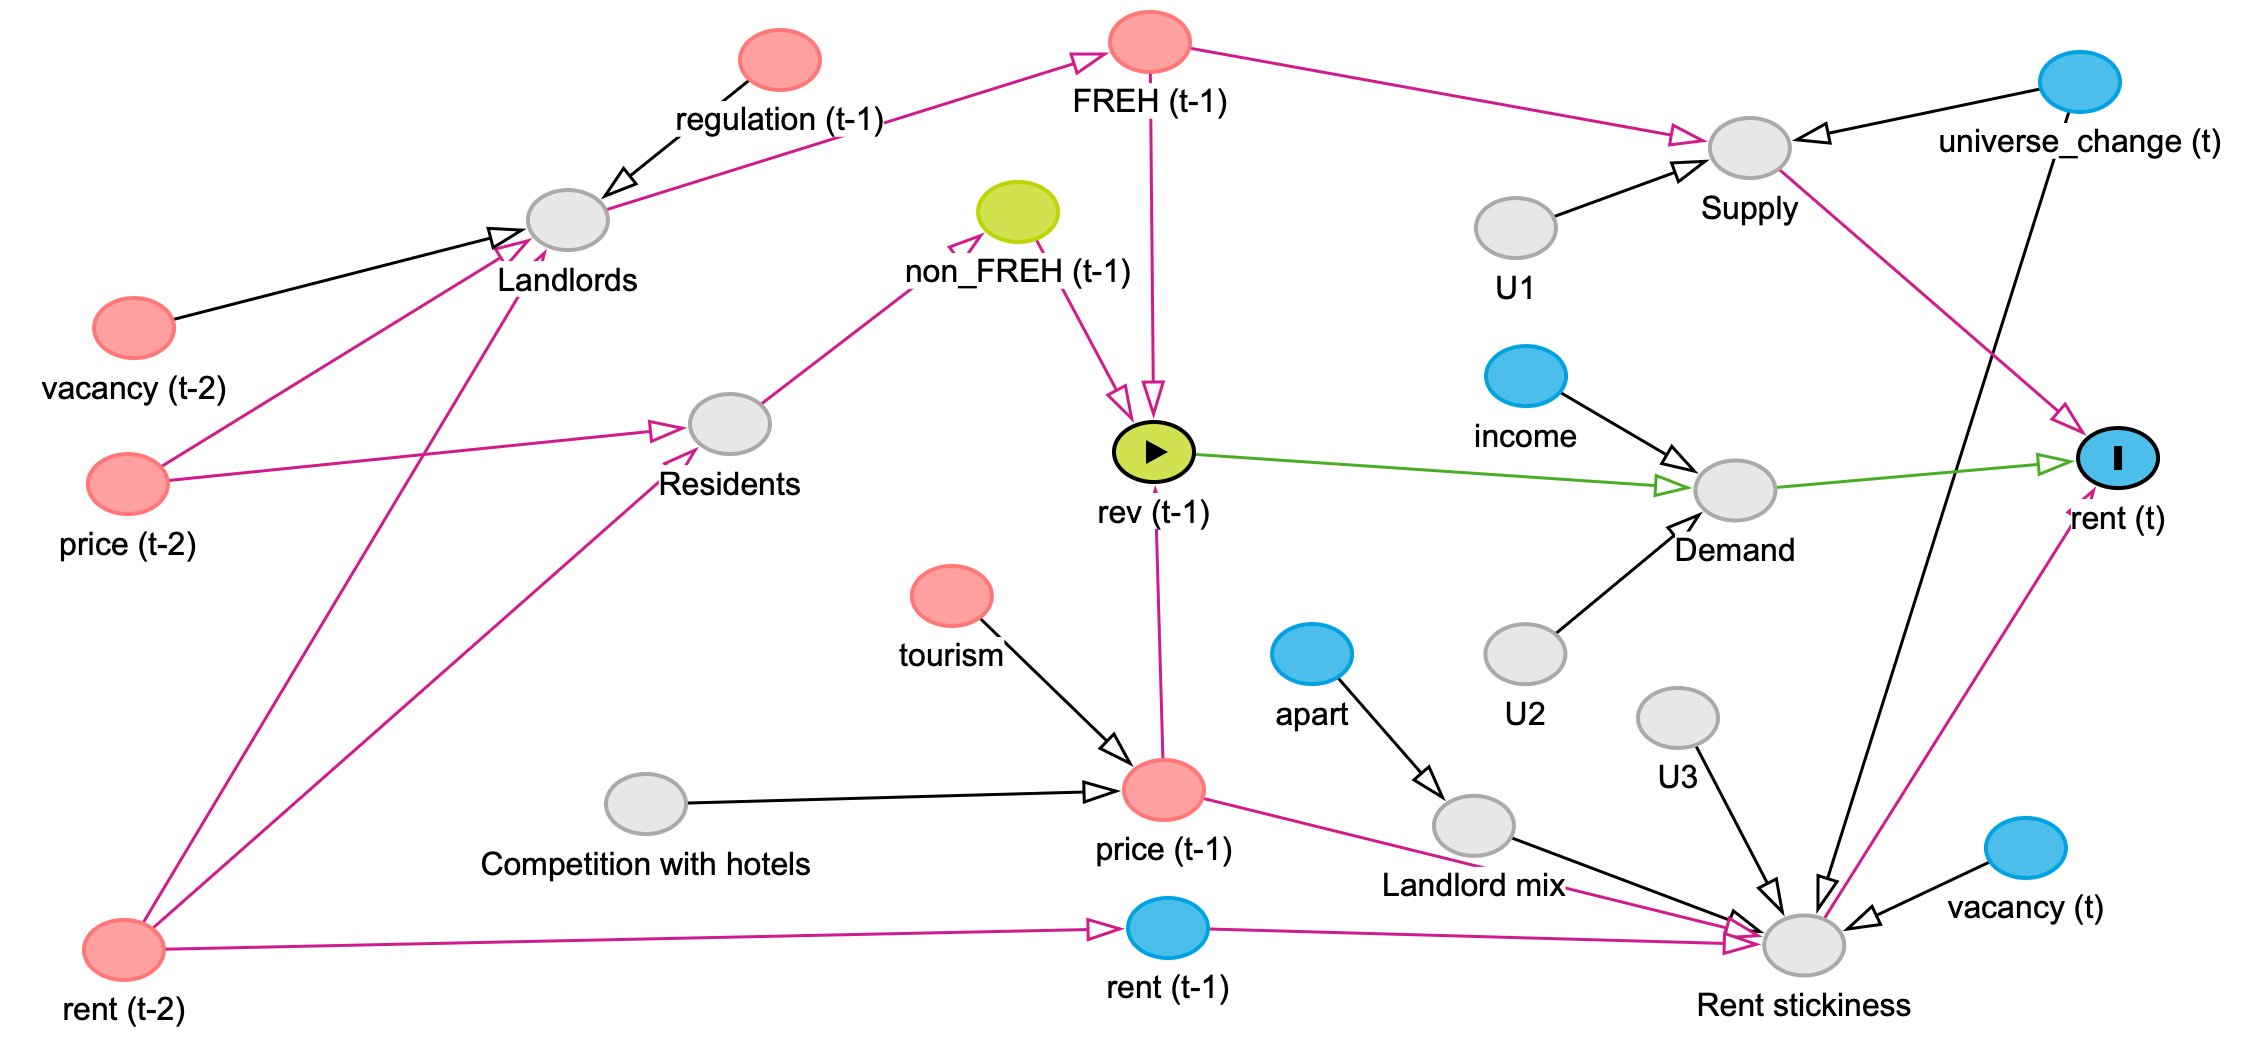 FREH (t-1)
regulation (t-1)
universe_change (t)
Supply
non_FREH (t-1)
Landlords
U1
vacancy (t-2)
income
Residents
rev (t-1)
rent (t)
price (t-2)
Demand
tourism
apart
U2
U3
Competition with hotels
price (t-1)
Landlord mix
vacancy (t)
rent (t-1)
rent (t-2)
Rent stickiness